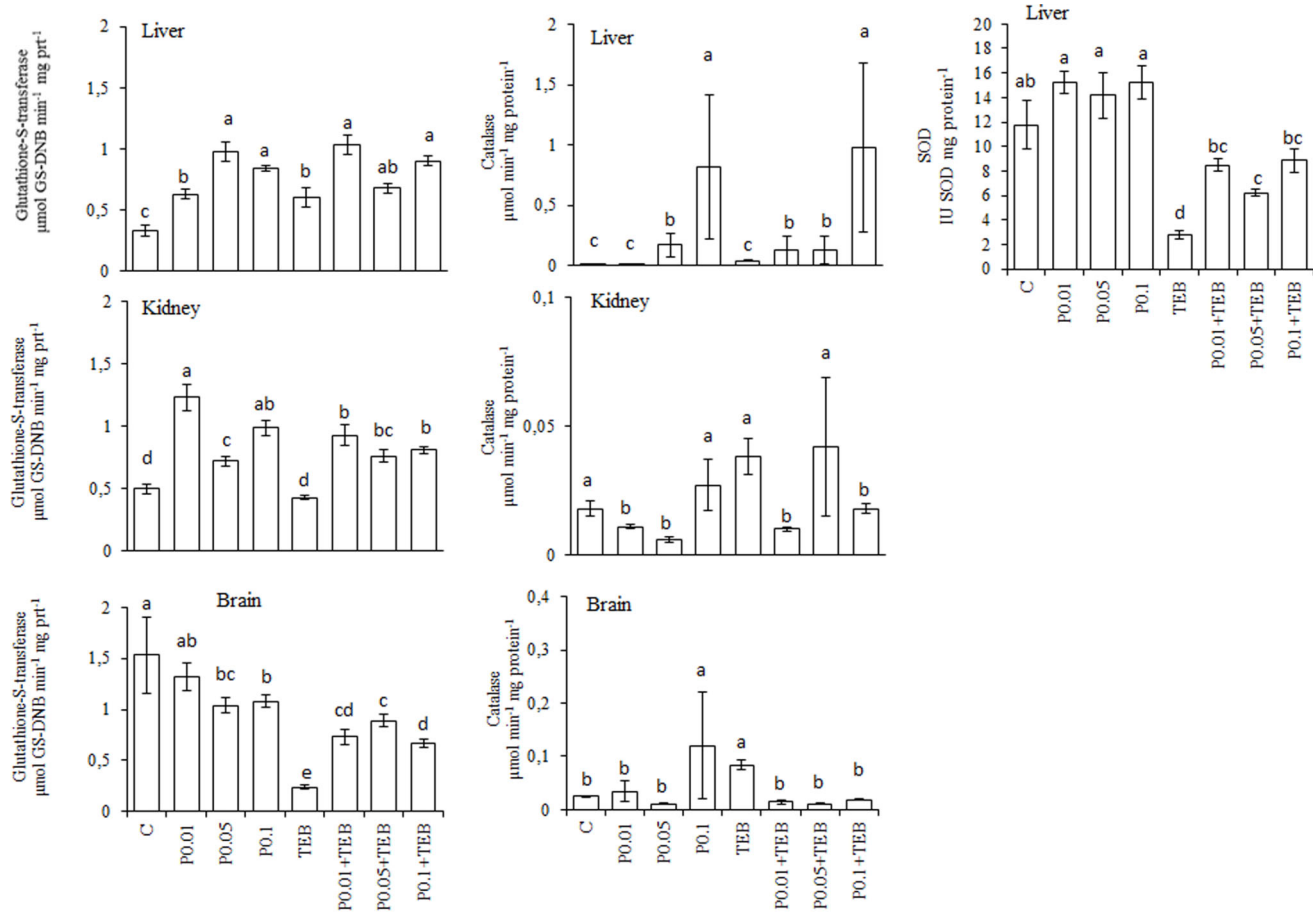 Liver
Glutathione-S-transferase
µmol GS-DNB min⁻¹ mg prt⁻¹
2
1,5
1
0,5
0
c
b
a
a
b
a
ab
a
Kidney
Glutathione-S-transferase
µmol GS-DNB min⁻¹ mg prt⁻¹
2
1,5
1
0,5
0
d
a
c
ab
d
b
bc
b
Brain
Glutathione-S-transferase
µmol GS-DNB min⁻¹ mg prt⁻¹
2
1,5
1
0,5
0
a
ab
bc
b
e
cd
c
d
C
P0.01
P0.05
P0.1
TEB
P0.01+TEB
P0.05+TEB
P0.1+TEB
Liver
Catalase
µmol min⁻¹ mg protein⁻¹
2
1,5
1
0,5
0
c
c
b
a
c
b
b
a
Kidney
Catalase
µmol min⁻¹ mg protein⁻¹
0,1
0,05
0
a
b
b
a
a
b
a
b
Brain
Catalase
µmol min⁻¹ mg protein⁻¹
0,4
0,3
0,2
0,1
0
b
b
b
a
a
b
b
b
C
P0.01
P0.05
P0.1
TEB
P0.01+TEB
P0.05+TEB
P0.1+TEB
Liver
SOD
IU SOD mg protein⁻¹
20
18
16
14
12
10
8
6
4
2
0
ab
a
a
a
d
bc
c
bc
C
P0.01
P0.05
P0.1
TEB
P0.01+TEB
P0.05+TEB
P0.1+TEB